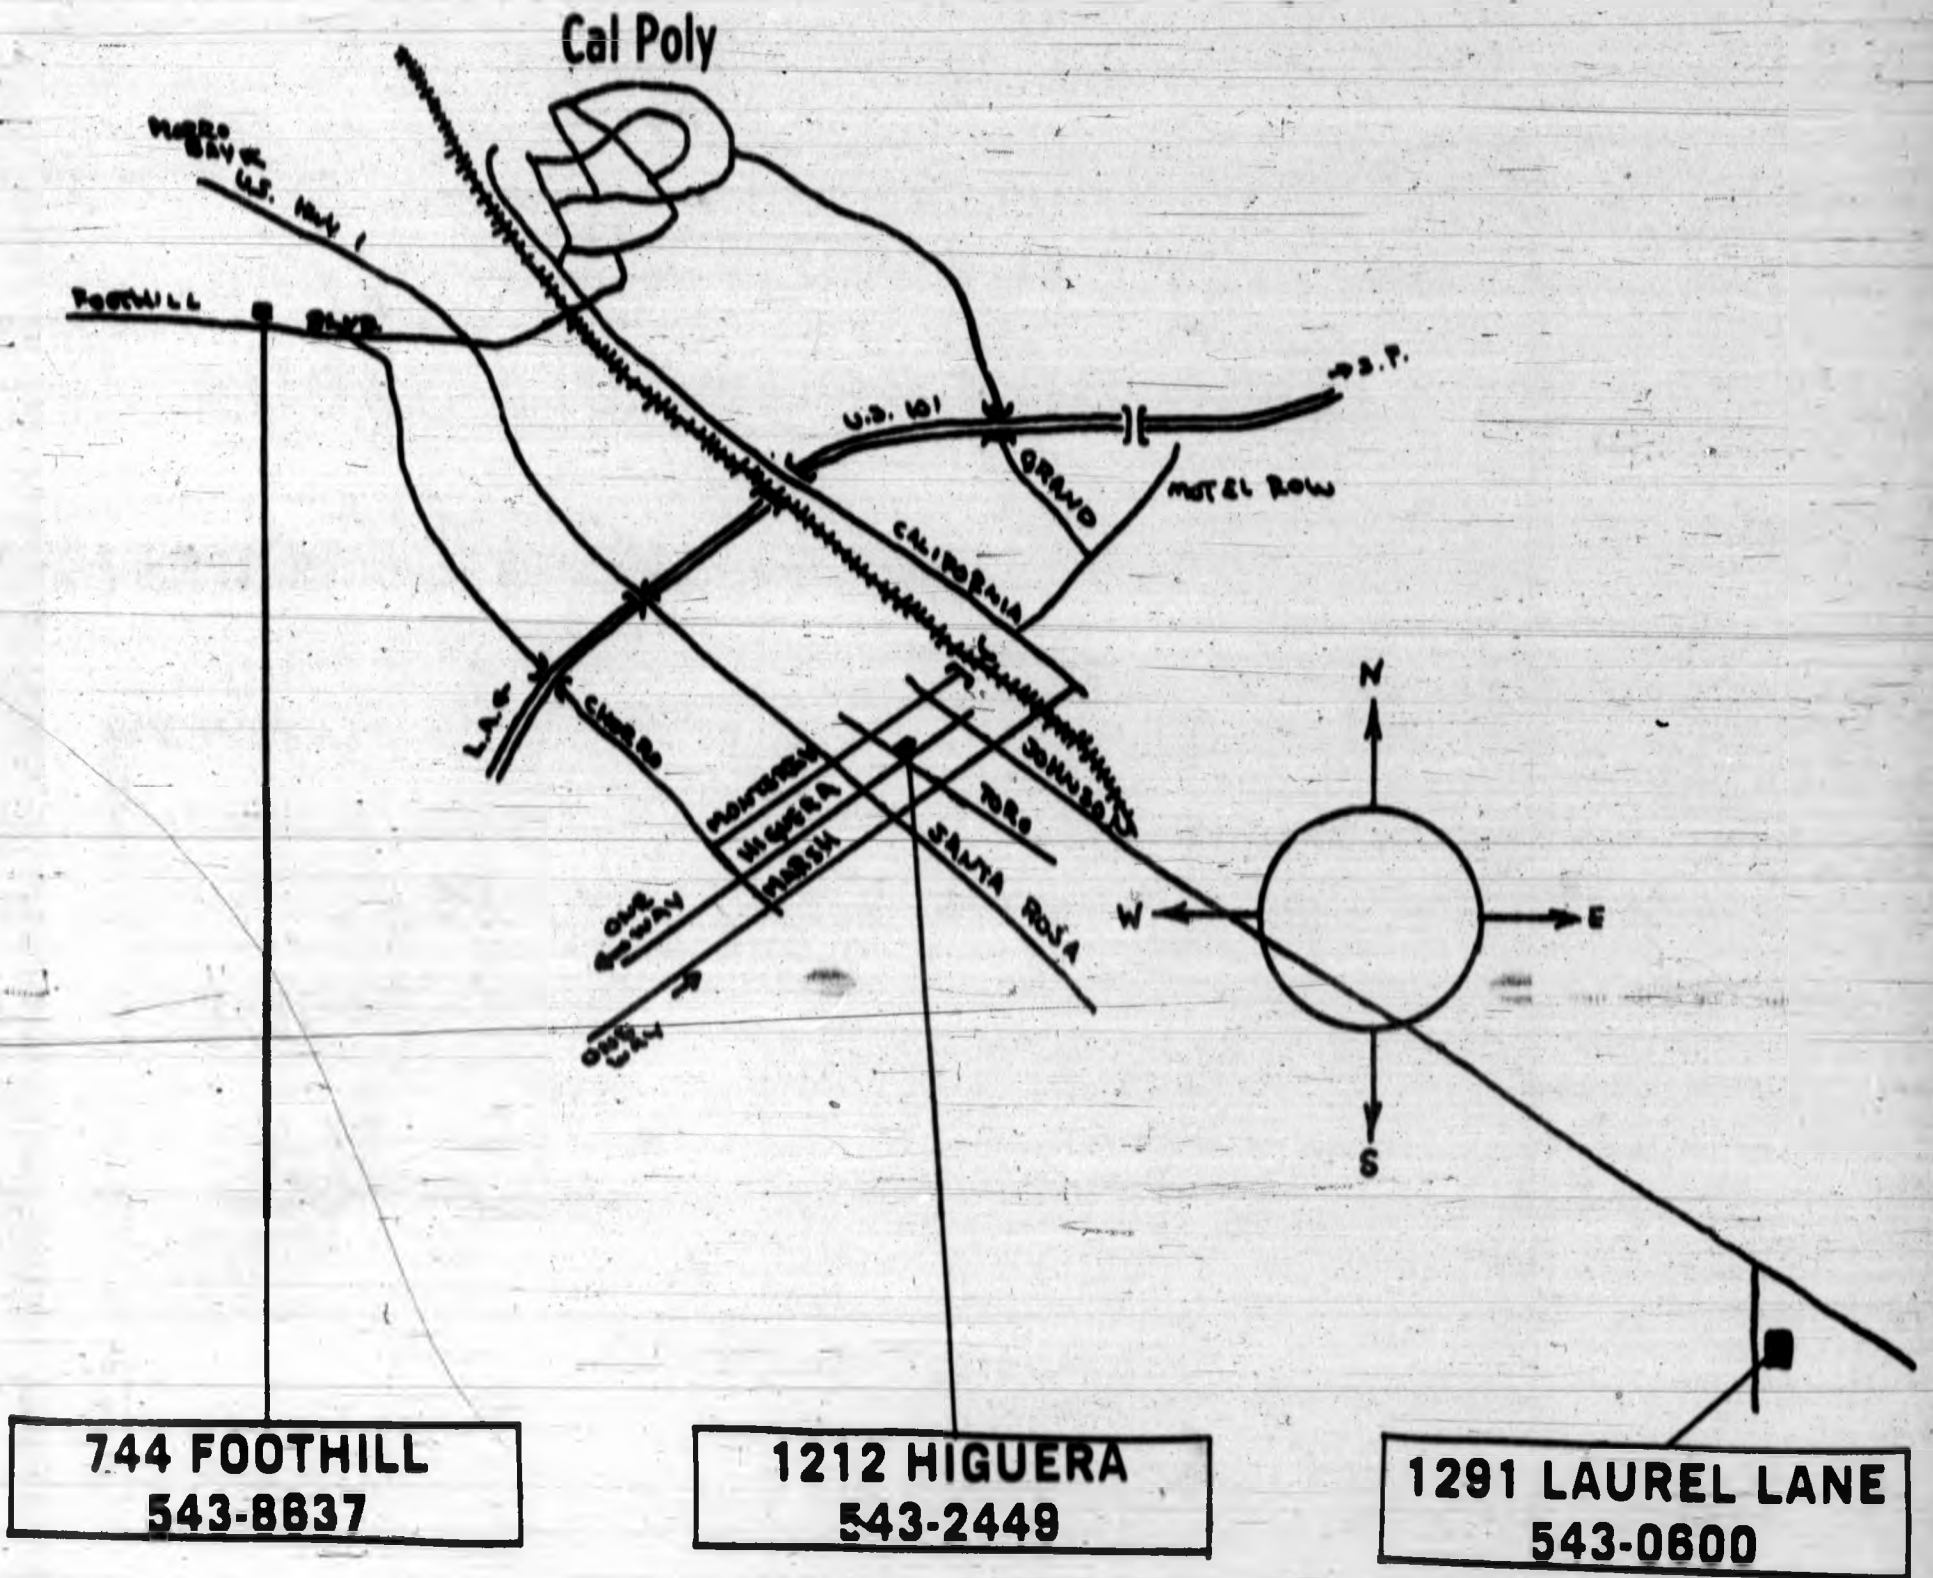 Cal Poly
MORRO
BAY &
U.S. HWY 1
FOOTHILL BLVD.
U.S. 101
→ S.F.
GRAND
MOTEL ROW
CALIFORNIA
L.A. &
CHORRO
MONTEREY
HIGUERA
MARSH
JOHNSON
TORO
SANTA ROSA
ONE
WAY
ONE
WAY
N
W
E
S
744 FOOTHILL
543-8637
1212 HIGUERA
543-2449
1291 LAUREL LANE
543-0600